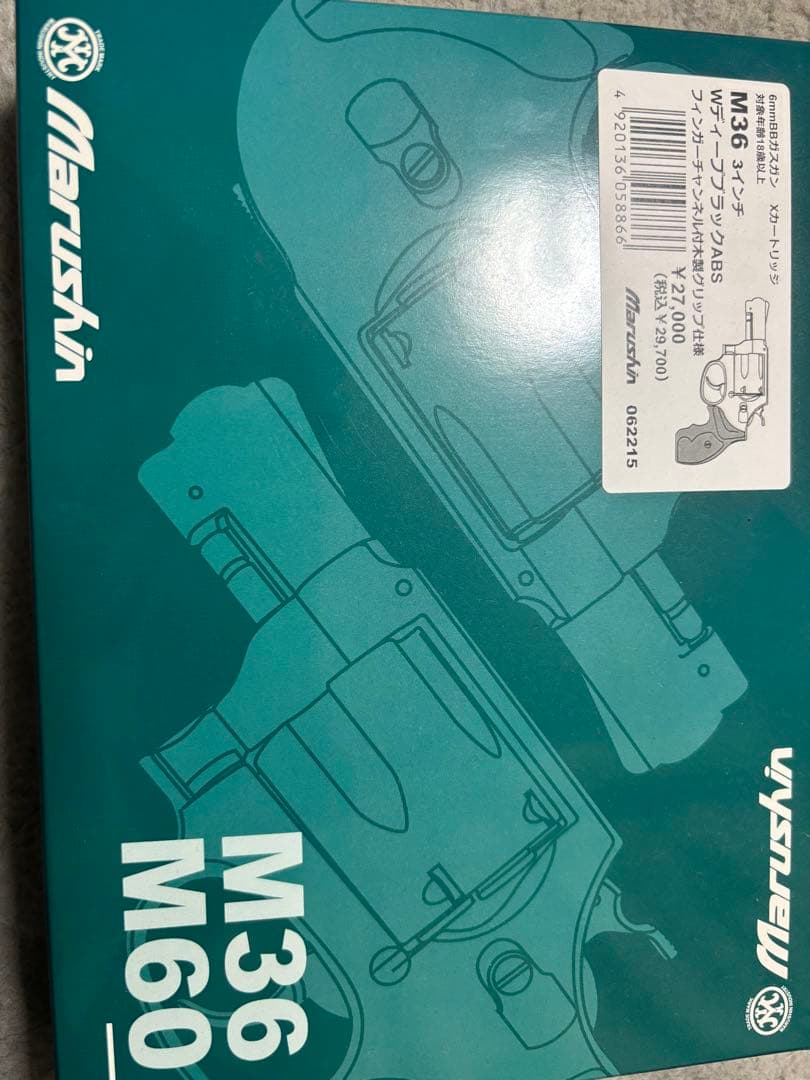 Marushin
6mmBBガスガン Xカートリッジ
対象年齢18歳以上
M36 3インチ
WディープブラックABS
フィンガーチャンネル付木製グリップ仕様
4 920136 058866
¥27,000
(税込¥29,700)
Marushin 062215
M36
M60
Marushin